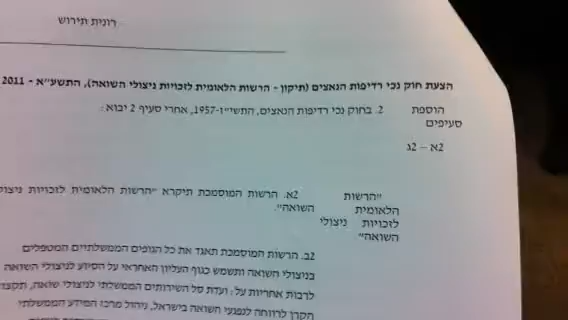 רונית תירוש
הצעת חוק נכי רדיפות הנאצים (תיקון - הרשות הלאומית לזכויות ניצולי השואה), התשע"א - 2011
הוספת סעיפים
2א – 2ג
2. בחוק נכי רדיפות הנאצים, התשי"ז-1957, אחרי סעיף 2 יבוא:
"הרשות
הלאומית
לזכויות ניצולי
השואה"
2א. הרשות המוסמכת תיקרא "הרשות הלאומית לזכויות
השואה".
2ב. הרשות המוסמכת תאגד את כל הגופים הממשלתיים המטפלים
בניצולי השואה ותשמש כגוף העליון האחראי על הסיוע לניצולי השואה
לרבות אחריות על: ועדת סל השירותים הממשלתי לניצולי שואה,
הקרן לרווחה לנפגעי השואה בישראל, ניהול מרכז המידע הממשלתי